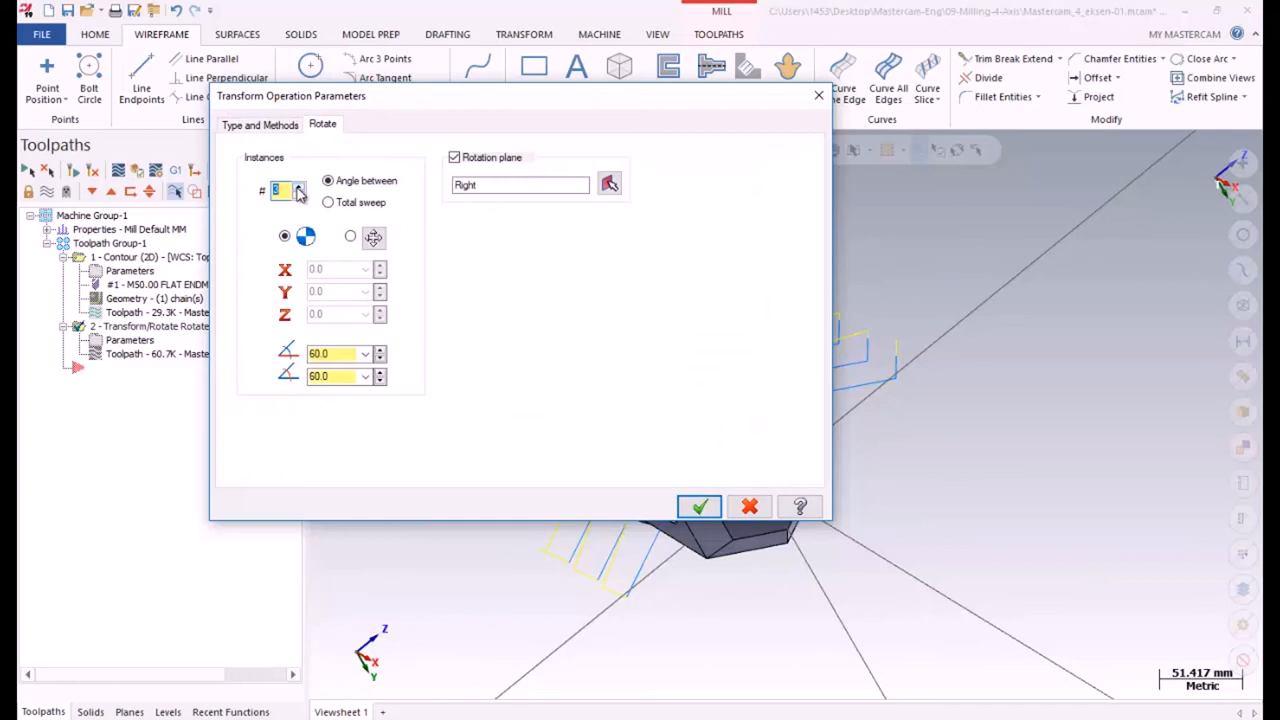 MILL
C:\Users\1453\Desktop\Mastercam-Eng\09-Milling-4-Axis\Mastercam_4_eksen-01.mcam*
FILE HOME WIREFRAME SURFACES SOLIDS MODEL PREP DRAFTING TRANSFORM MACHINE VIEW TOOLPATHS MY MASTERCAM
Point Position
Bolt Circle
Points
Line Endpoints
Line Parallel
Line Perpendicular
Lines
Arc 3 Points
Arc Tangent
Curve All Edges
Curve Slice
Curves
Trim Break Extend
Divide
Fillet Entities
Chamfer Entities
Offset
Project
Modify
Close Arc
Combine Views
Refit Spline
Toolpaths
G1
Machine Group-1
Properties - Mill Default MM
Toolpath Group-1
1 - Contour (2D) - [WCS: To
Parameters
#1 - M50.00 FLAT ENDM
Geometry - (1) chain(s)
Toolpath - 29.3K - Maste
2 - Transform/Rotate Rotate
Parameters
Toolpath - 60.7K - Maste
Transform Operation Parameters
Type and Methods
Rotate
Instances
# 3
Angle between
Total sweep
X 0.0
Y 0.0
Z 0.0
60.0
60.0
Rotation plane
Right
Z
X
Y
Z
X
Y
51.417 mm
Metric
Toolpaths Solids Planes Levels Recent Functions
Viewsheet 1 +